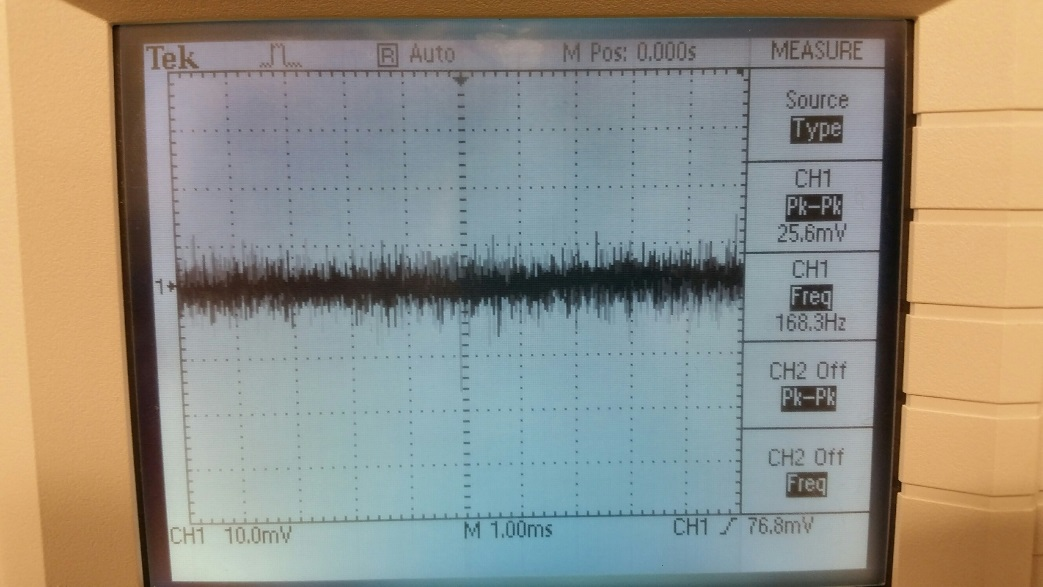 Tek R Auto M Pos: 0.000s MEASURE
Source
Type
CH1
Pk-Pk
25.6mV
1
CH1
Freq
168.3Hz
CH2 Off
Pk-Pk
CH2 Off
Freq
CH1 10.0mV M 1.00ms CH1 76.8mV